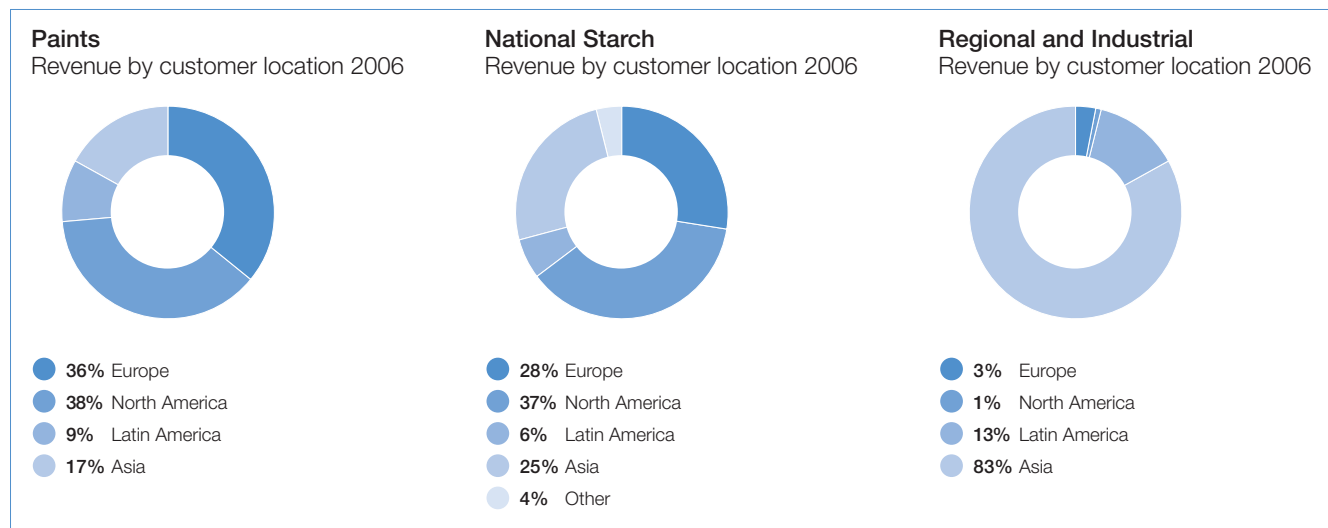 Paints
Revenue by customer location 2006
36% Europe
38% North America
9% Latin America
17% Asia
National Starch
Revenue by customer location 2006
28% Europe
37% North America
6% Latin America
25% Asia
4% Other
Regional and Industrial
Revenue by customer location 2006
3% Europe
1% North America
13% Latin America
83% Asia